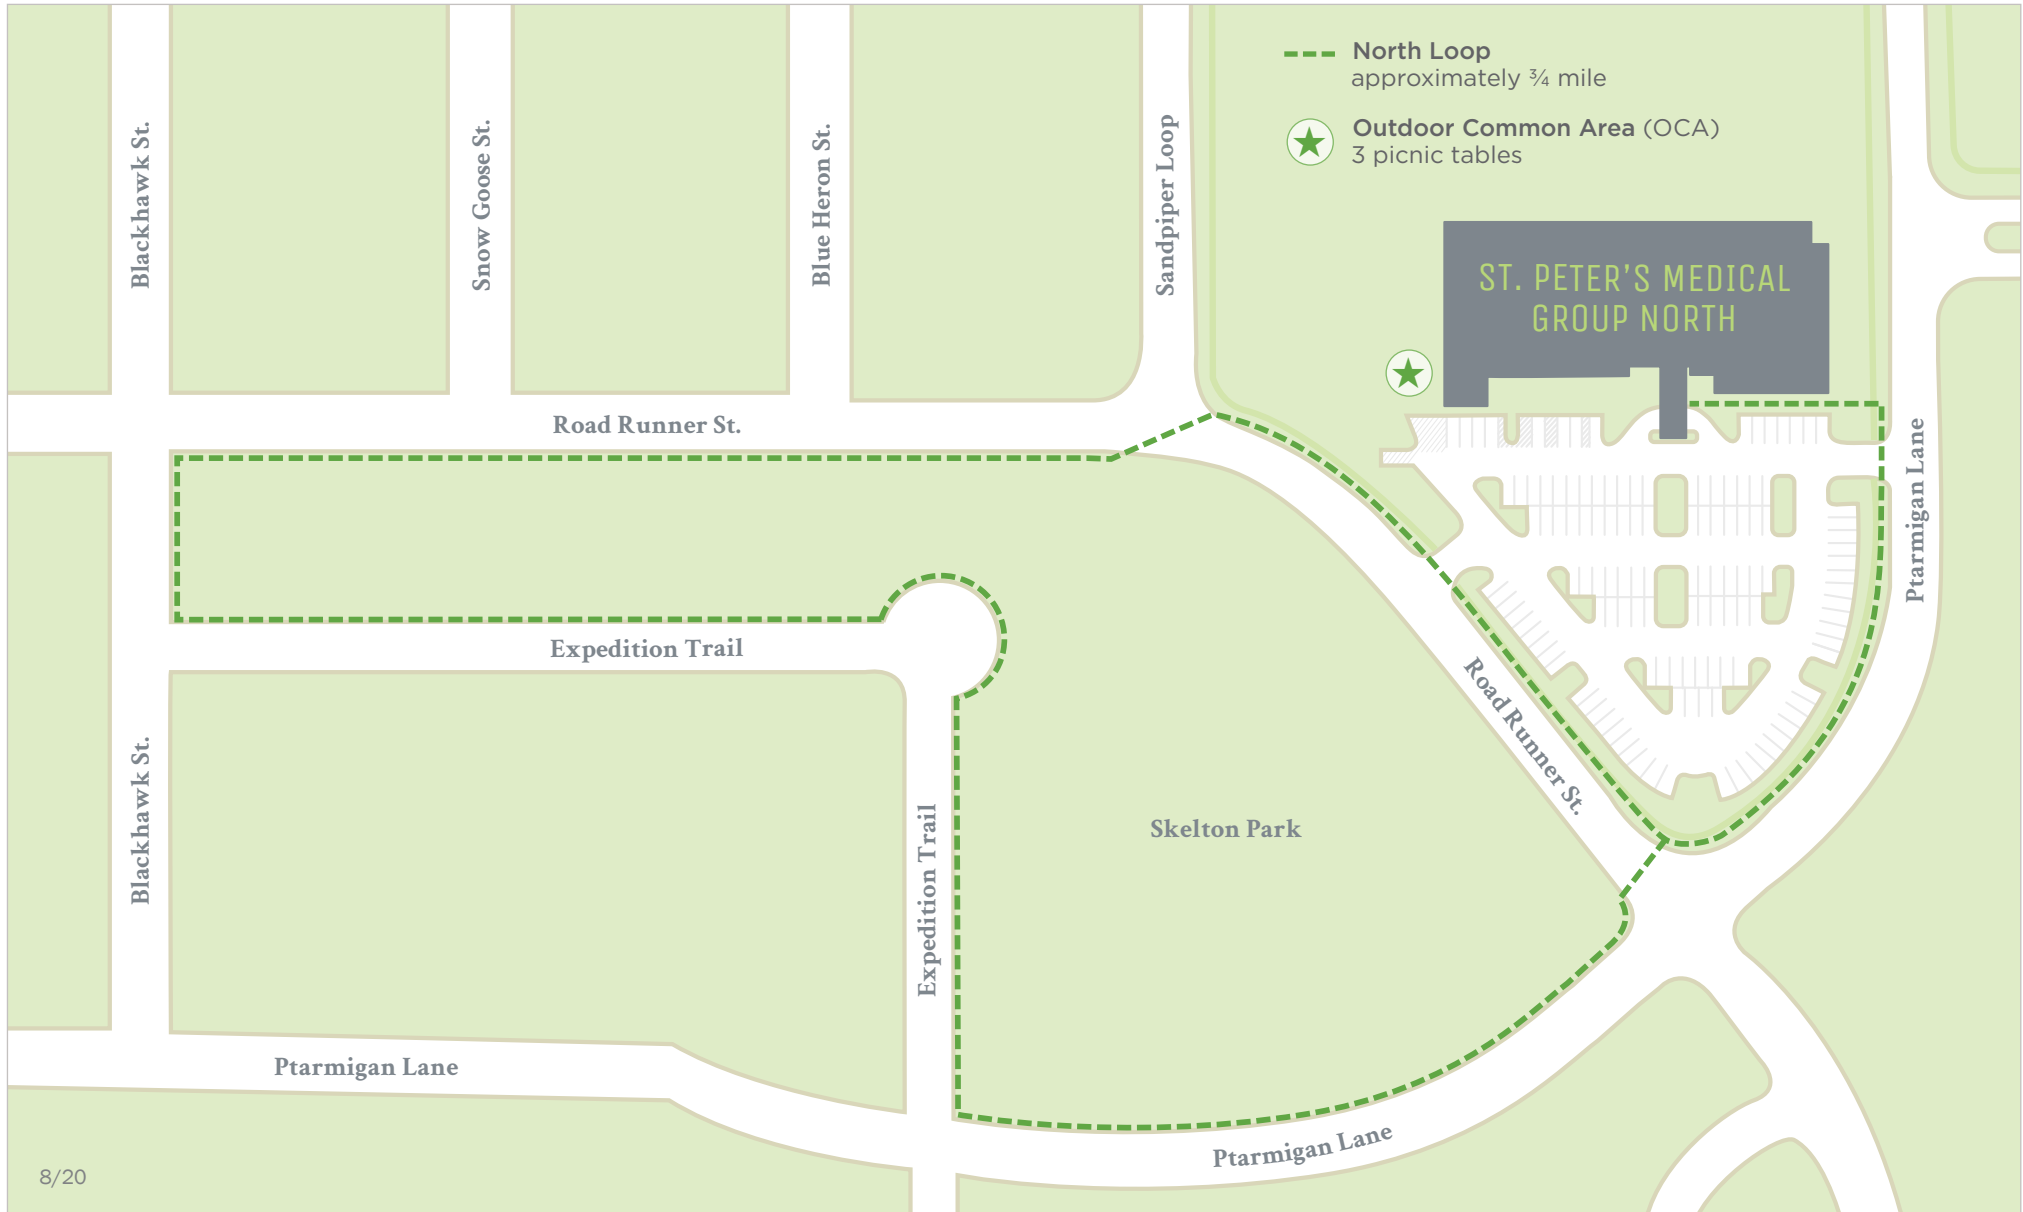 North Loop
approximately ¾ mile
Outdoor Common Area (OCA)
3 picnic tables
Blackhawk St.
Snow Goose St.
Blue Heron St.
Sandpiper Loop
ST. PETER'S MEDICAL
GROUP NORTH
Road Runner St.
Ptarmigan Lane
Expedition Trail
Road Runner St.
Blackhawk St.
Expedition Trail
Skelton Park
Ptarmigan Lane
Ptarmigan Lane
8/20